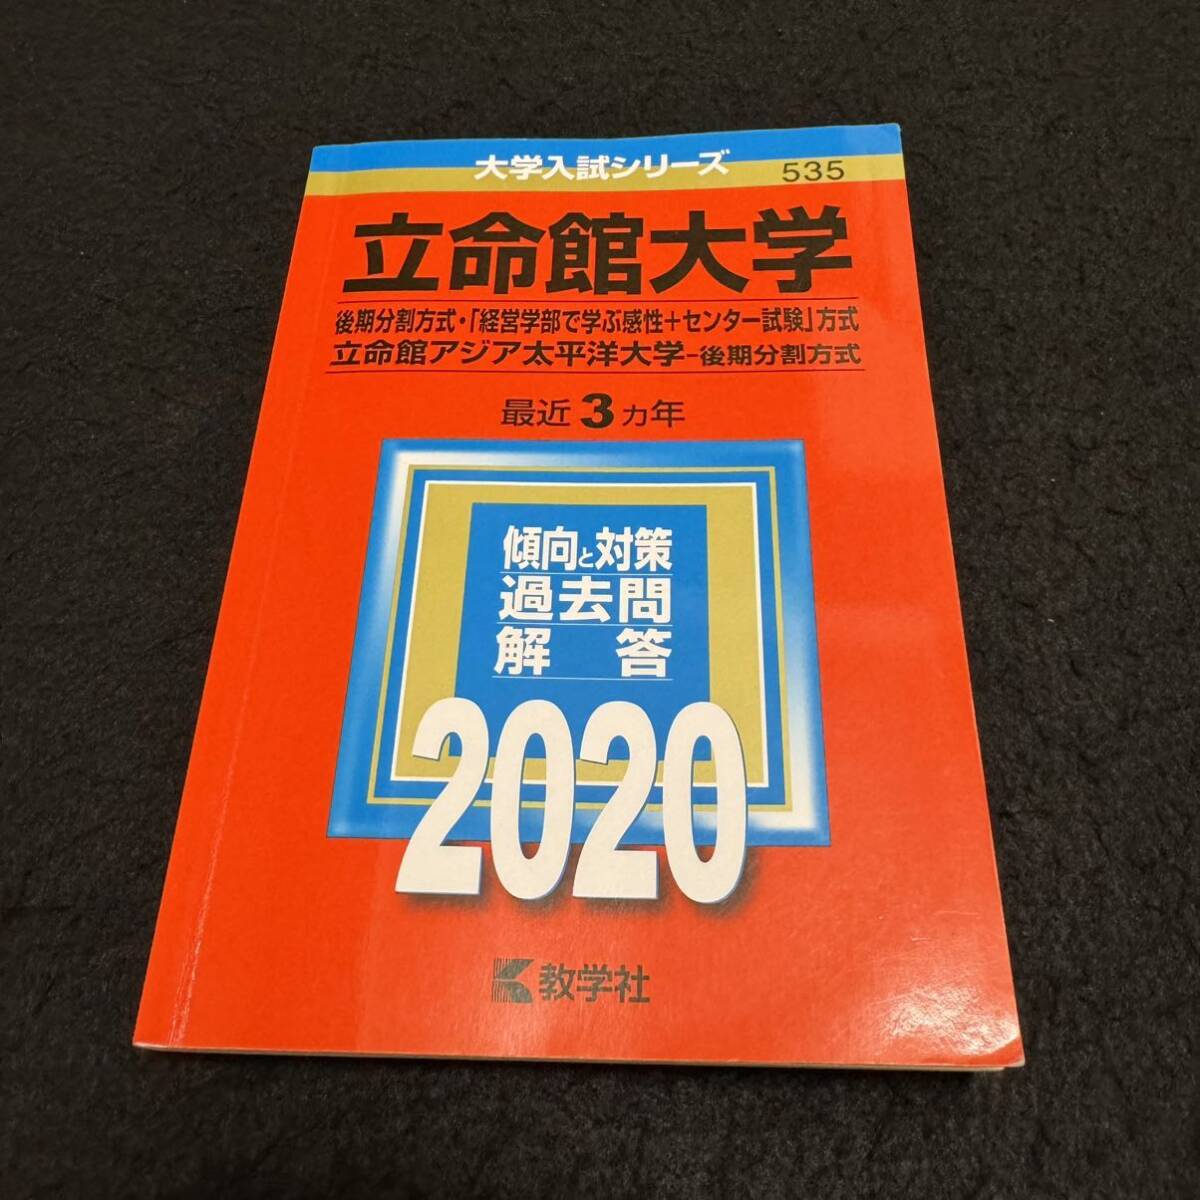 大学入試シリーズ 535
立命館大学
後期分割方式・「経営学部で学ぶ感性＋センター試験」方式
立命館アジア太平洋大学－後期分割方式
最近3カ年
傾向と対策
過去問
解答
2020
教学社